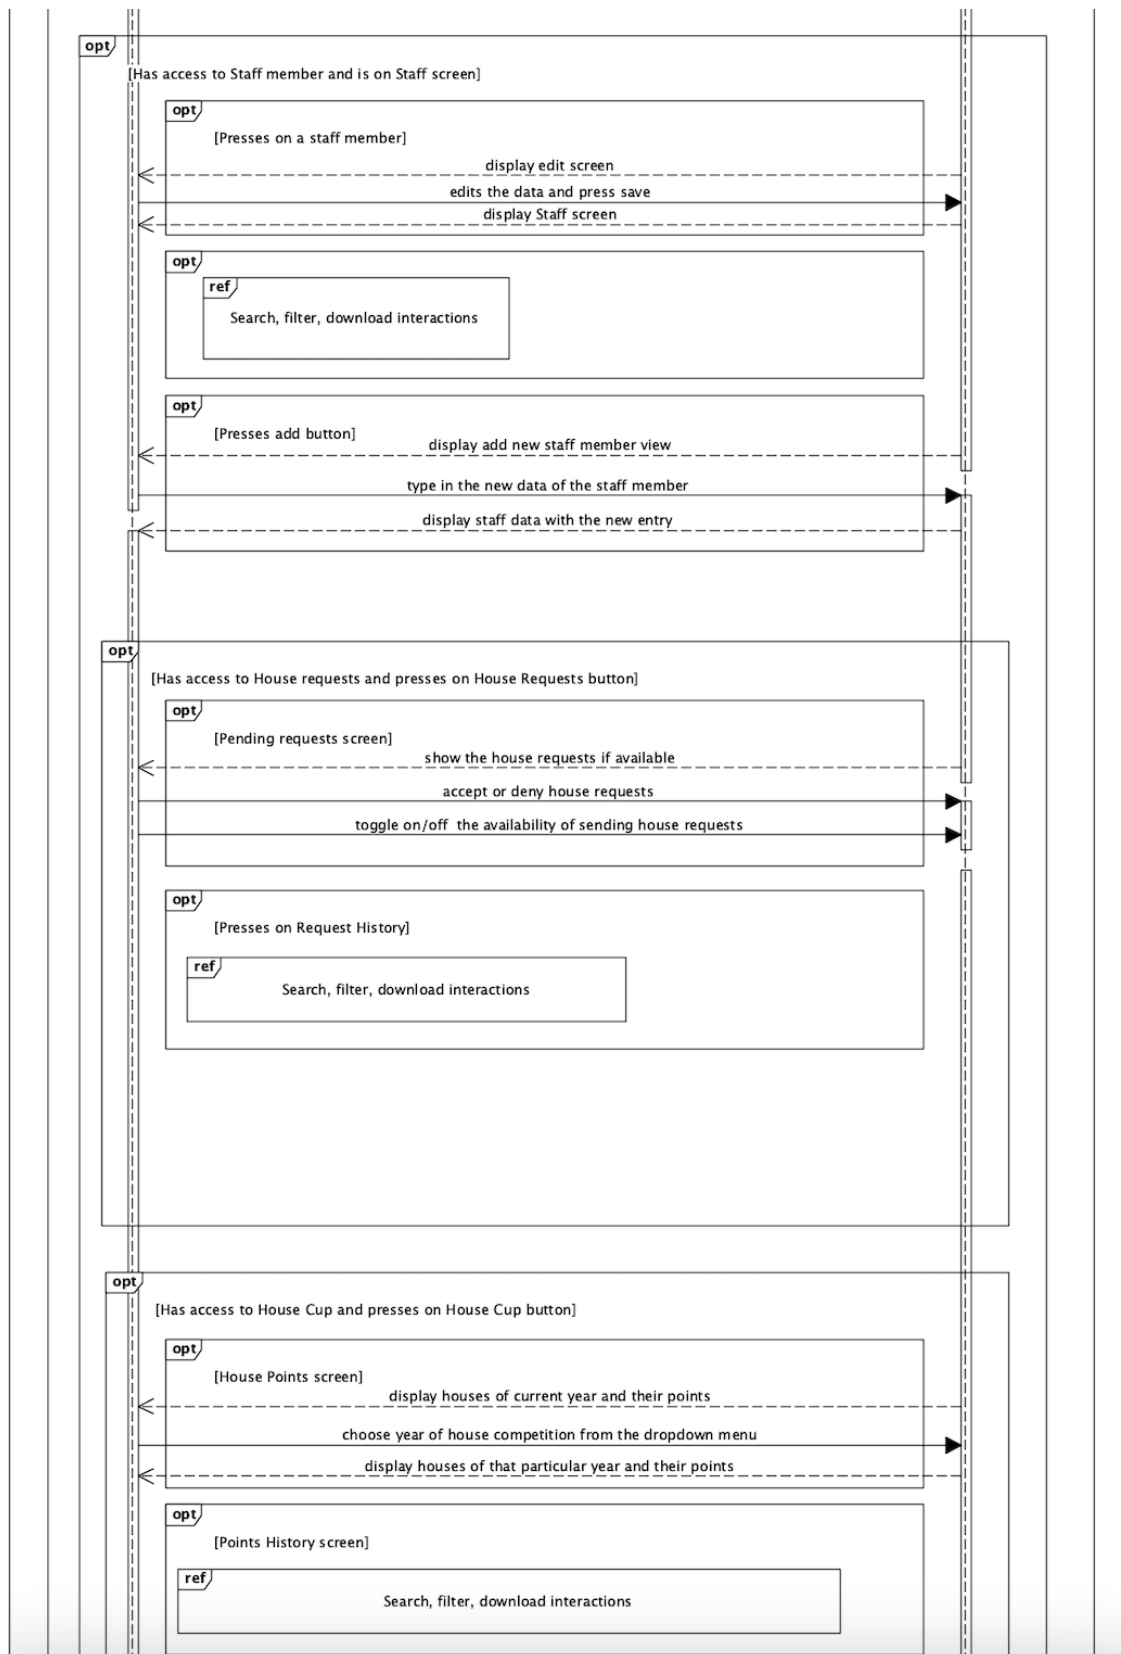 opt
[Has access to Staff member and is on Staff screen]
opt
[Presses on a staff member]
display edit screen
edits the data and press save
display Staff screen
opt
ref
Search, filter, download interactions
opt
[Presses add button]
display add new staff member view
type in the new data of the staff member
display staff data with the new entry
opt
[Has access to House requests and presses on House Requests button]
opt
[Pending requests screen]
show the house requests if available
accept or deny house requests
toggle on/off  the availability of sending house requests
opt
[Presses on Request History]
ref
Search, filter, download interactions
opt
[Has access to House Cup and presses on House Cup button]
opt
[House Points screen]
display houses of current year and their points
choose year of house competition from the dropdown menu
display houses of that particular year and their points
opt
[Points History screen]
ref
Search, filter, download interactions